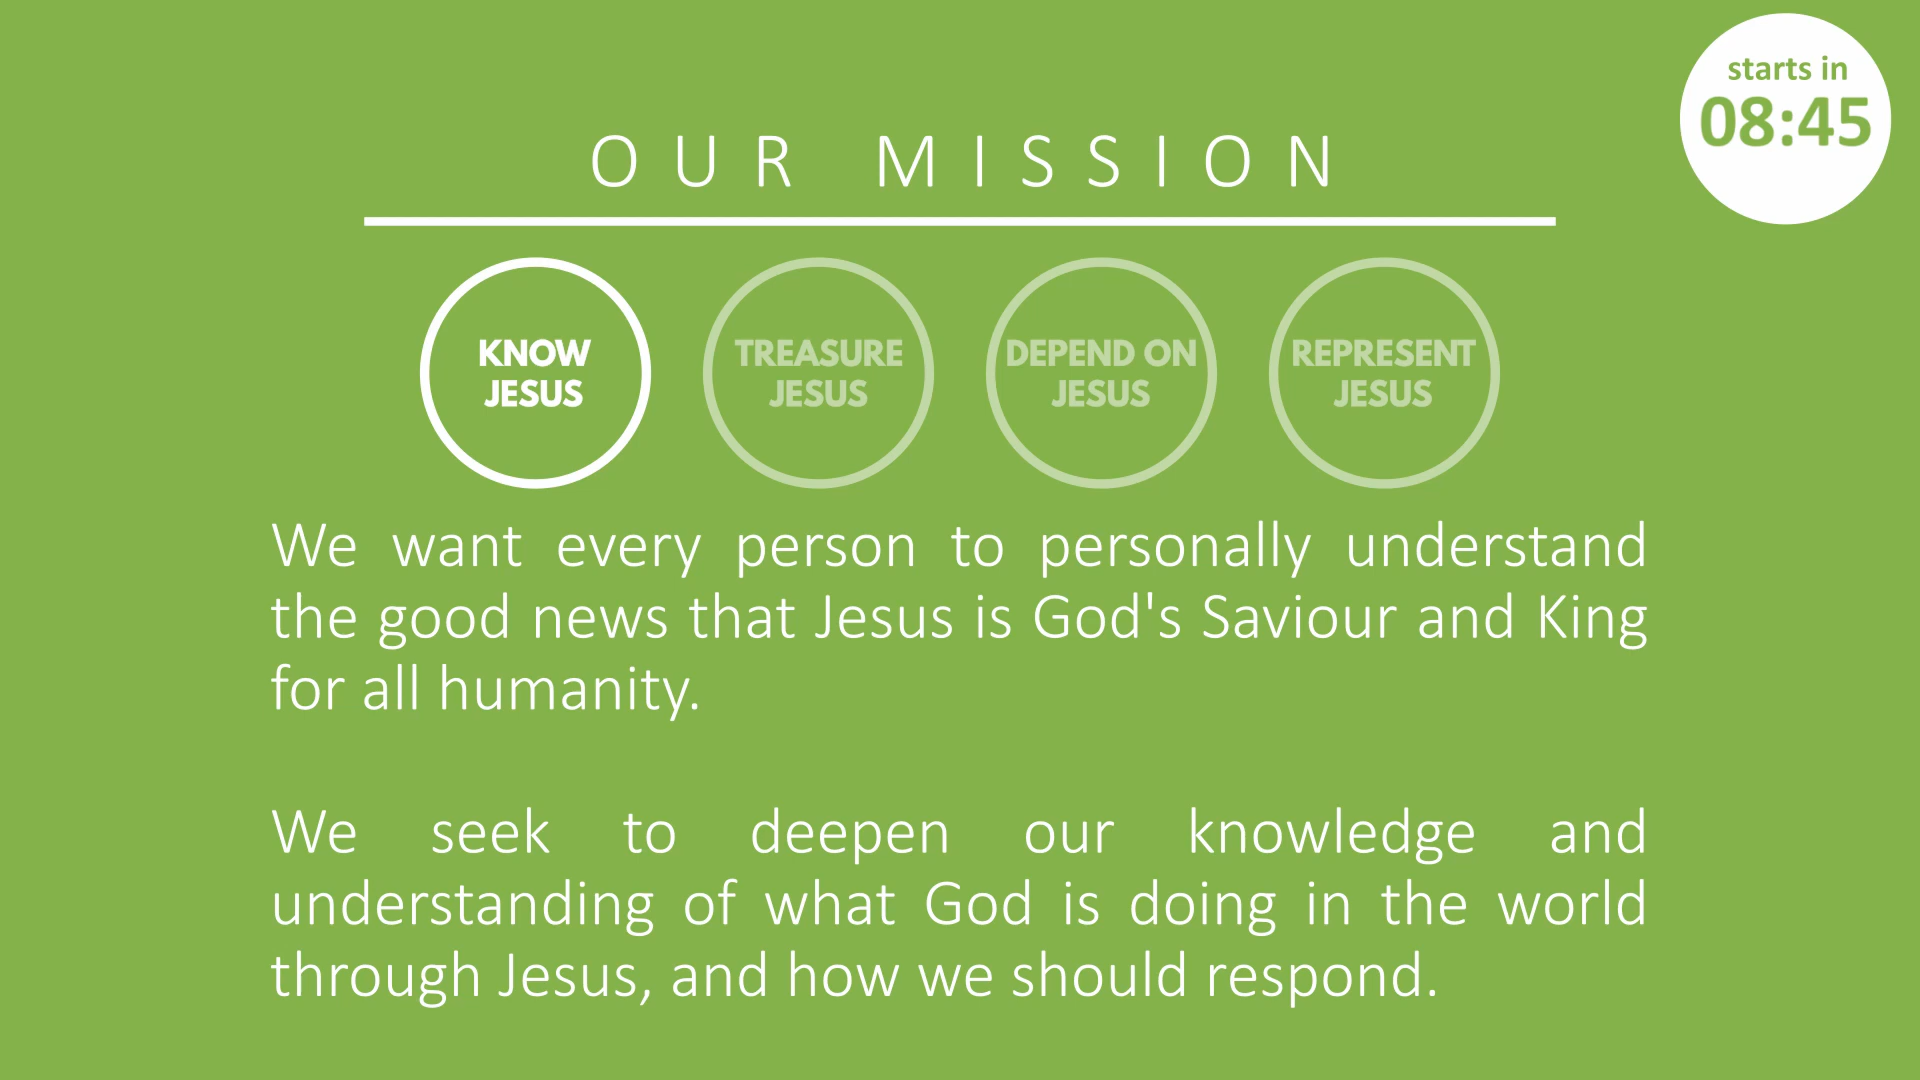 starts in
08:45
OUR MISSION
KNOW
JESUS
TREASURE
JESUS
DEPEND ON
JESUS
REPRESENT
JESUS
We want every person to personally understand
the good news that Jesus is God's Saviour and King
for all humanity.
We seek to deepen our knowledge and
understanding of what God is doing in the world
through Jesus, and how we should respond.